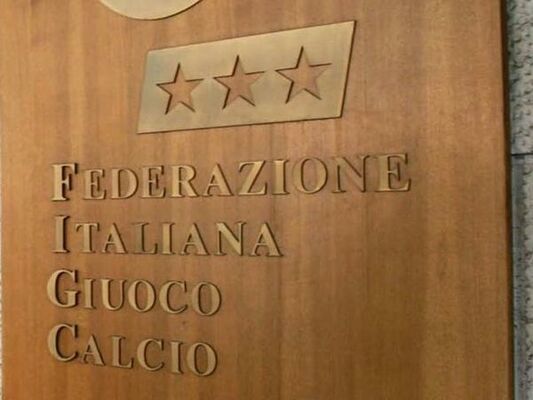 FEDERAZIONE
ITALIANA
GIUOCO
CALCIO